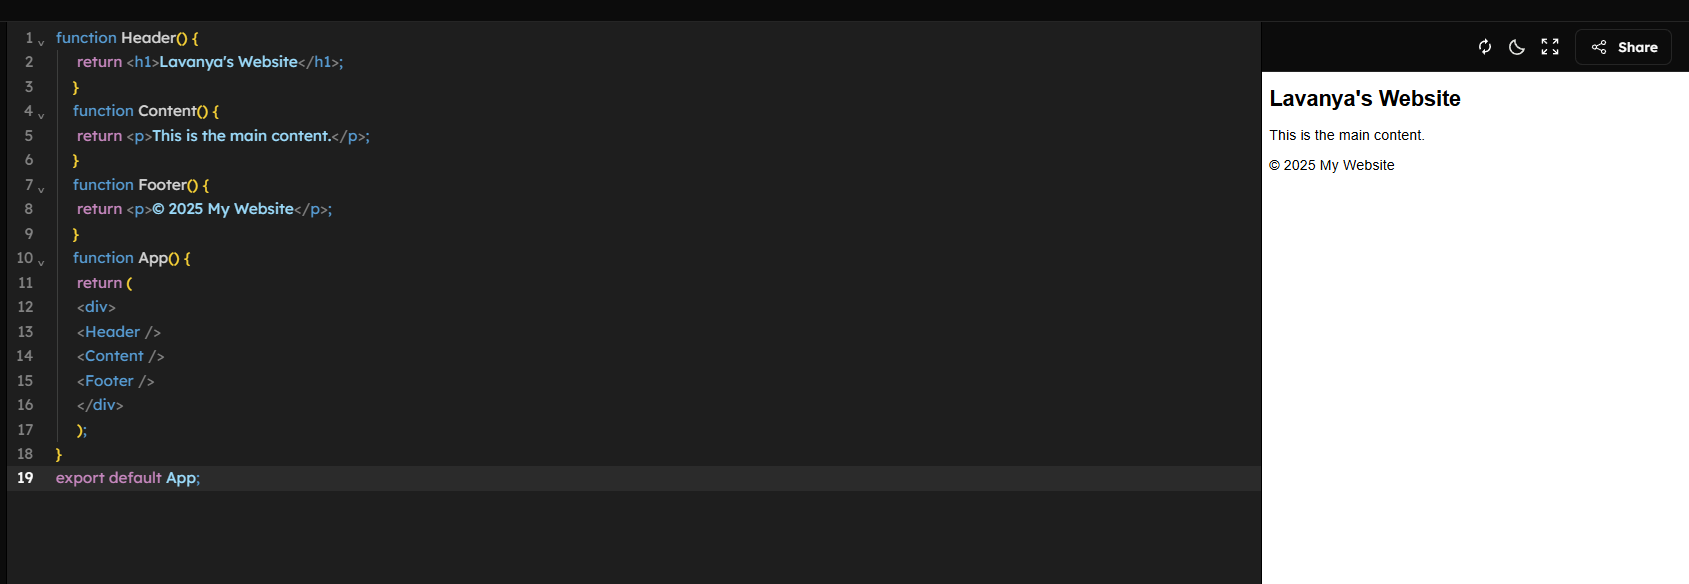 1 function Header() {
2 return <h1>Lavanya's Website</h1>;
3 }
4 function Content() {
5 return <p>This is the main content.</p>;
6 }
7 function Footer() {
8 return <p>© 2025 My Website</p>;
9 }
10 function App() {
11 return (
12 <div>
13 <Header />
14 <Content />
15 <Footer />
16 </div>
17 );
18 }
19 export default App;
Share
Lavanya's Website
This is the main content.
© 2025 My Website